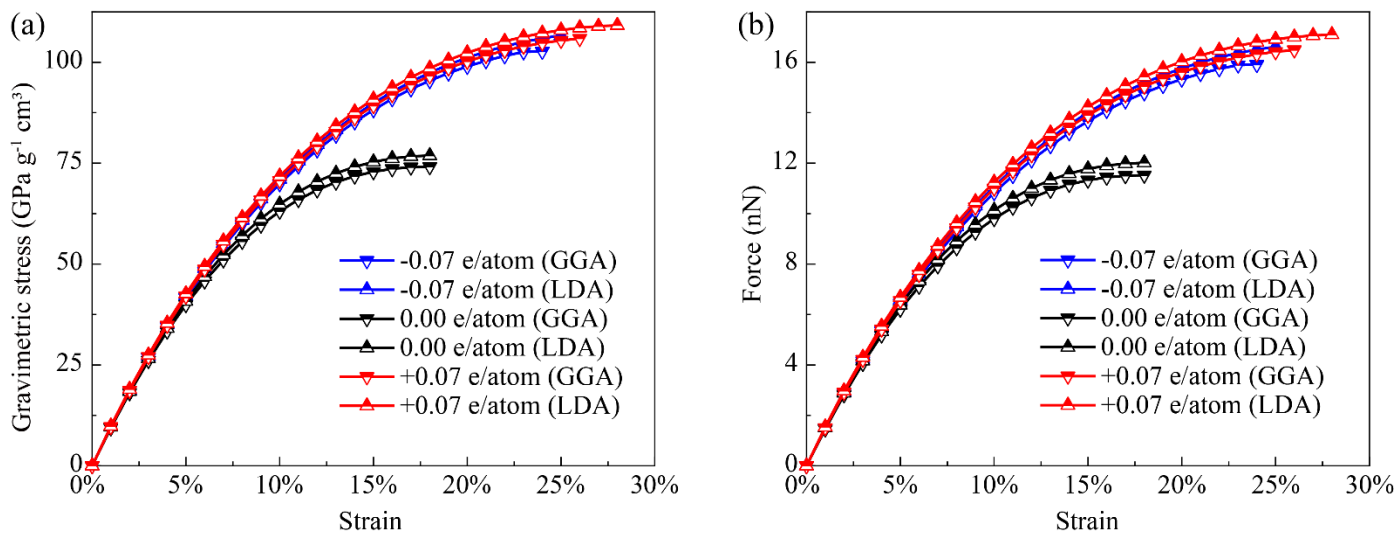 (a)
Gravimetric stress (GPa g⁻¹ cm³)
100
75
50
25
0
0% 5% 10% 15% 20% 25% 30%
Strain
-0.07 e/atom (GGA)
-0.07 e/atom (LDA)
0.00 e/atom (GGA)
0.00 e/atom (LDA)
+0.07 e/atom (GGA)
+0.07 e/atom (LDA)
(b)
Force (nN)
16
12
8
4
0
0% 5% 10% 15% 20% 25% 30%
Strain
-0.07 e/atom (GGA)
-0.07 e/atom (LDA)
0.00 e/atom (GGA)
0.00 e/atom (LDA)
+0.07 e/atom (GGA)
+0.07 e/atom (LDA)